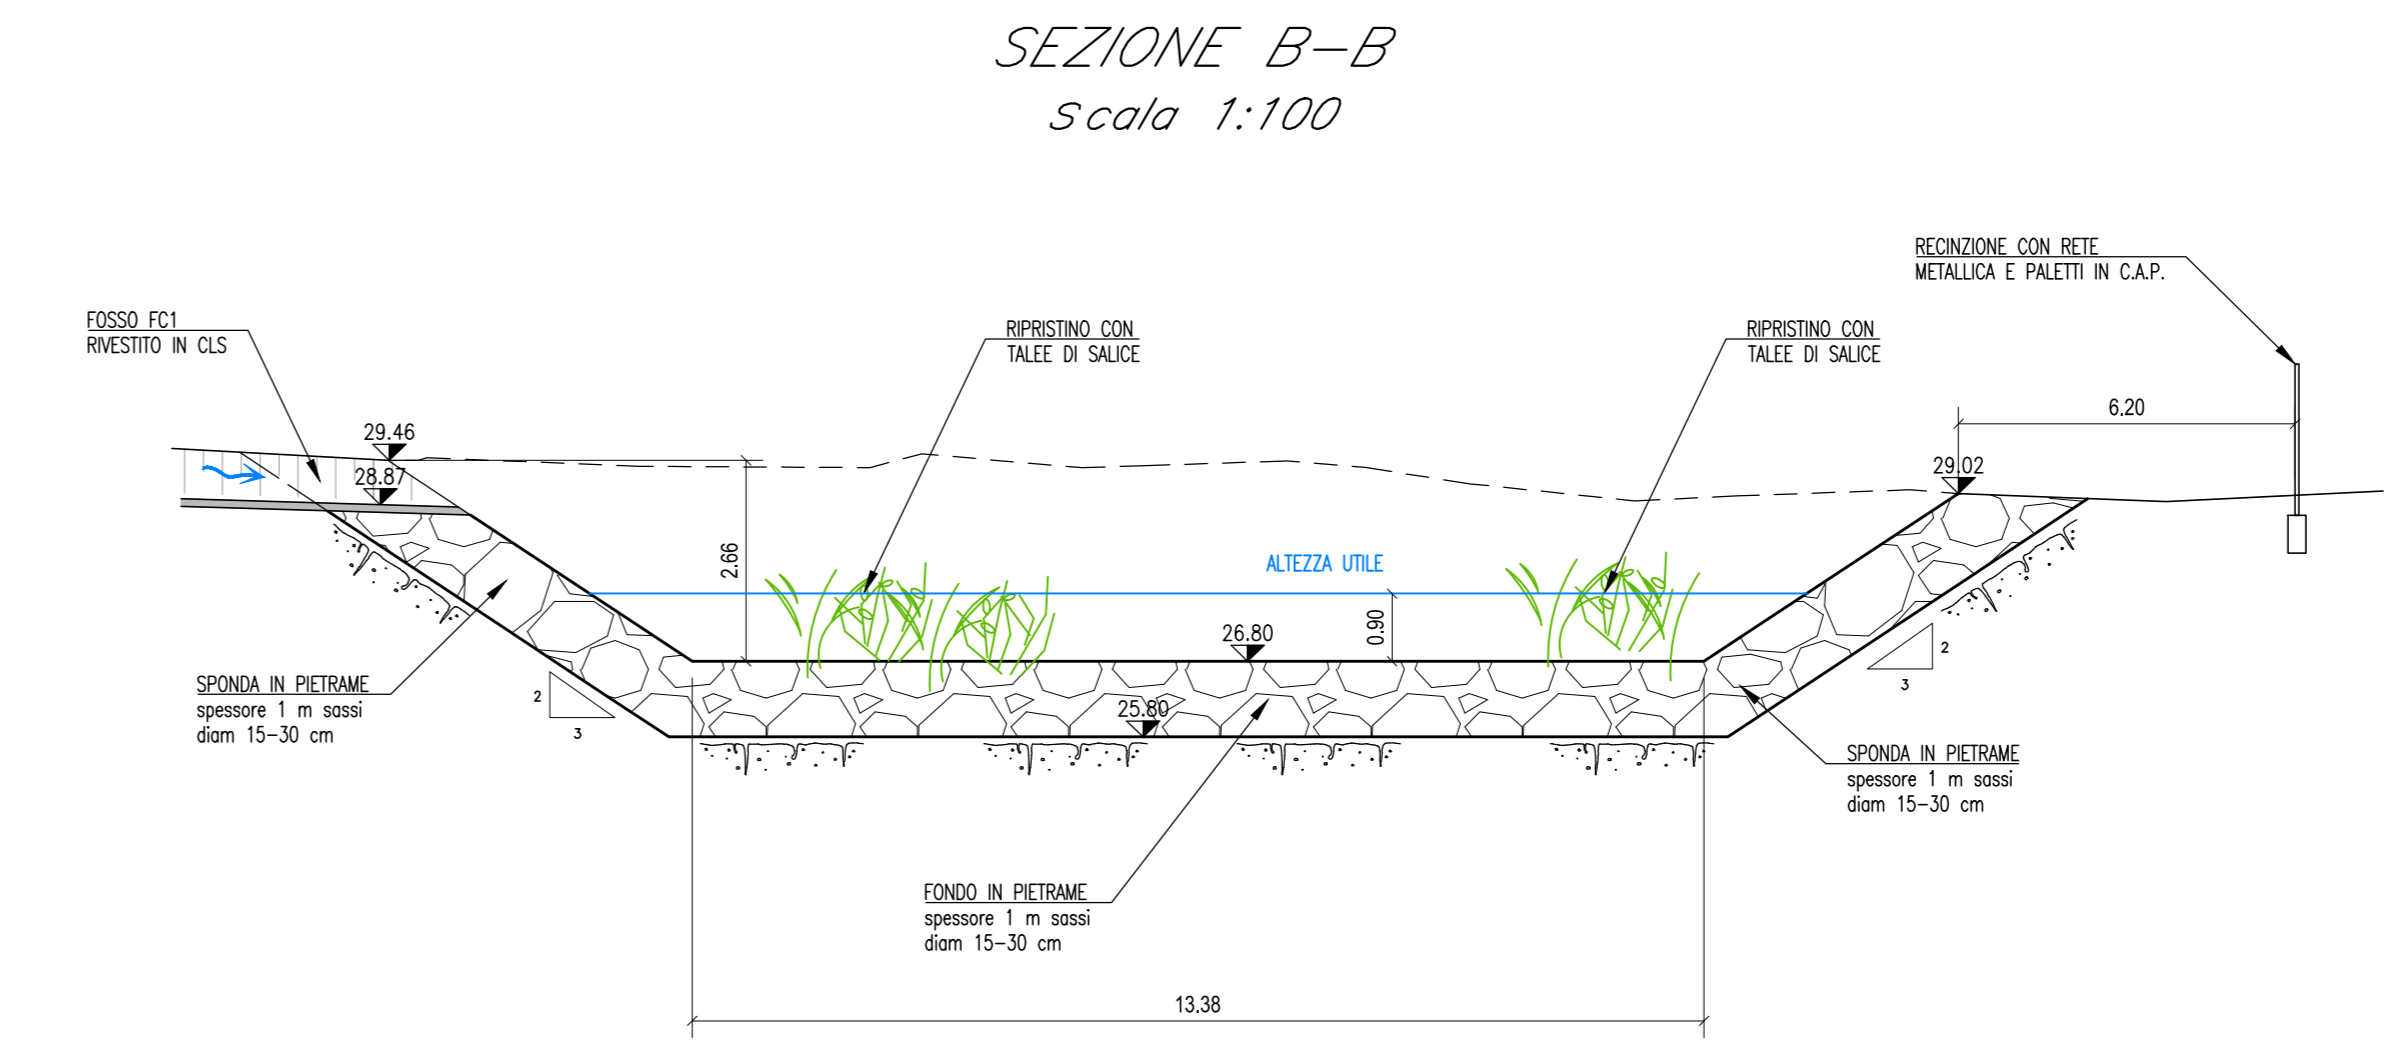 SEZIONE B-B
scala 1:100
RECINZIONE CON RETE
METALLICA E PALETTI IN C.A.P.
FOSSO FC1
RIVESTITO IN CLS
RIPRISTINO CON
TALEE DI SALICE
RIPRISTINO CON
TALEE DI SALICE
6.20
29.46
28.87
29.02
2.66
ALTEZZA UTILE
0.90
26.80
2
3
2
3
25.80
SPONDA IN PIETRAME
spessore 1 m sassi
diam 15-30 cm
SPONDA IN PIETRAME
spessore 1 m sassi
diam 15-30 cm
FONDO IN PIETRAME
spessore 1 m sassi
diam 15-30 cm
13.38